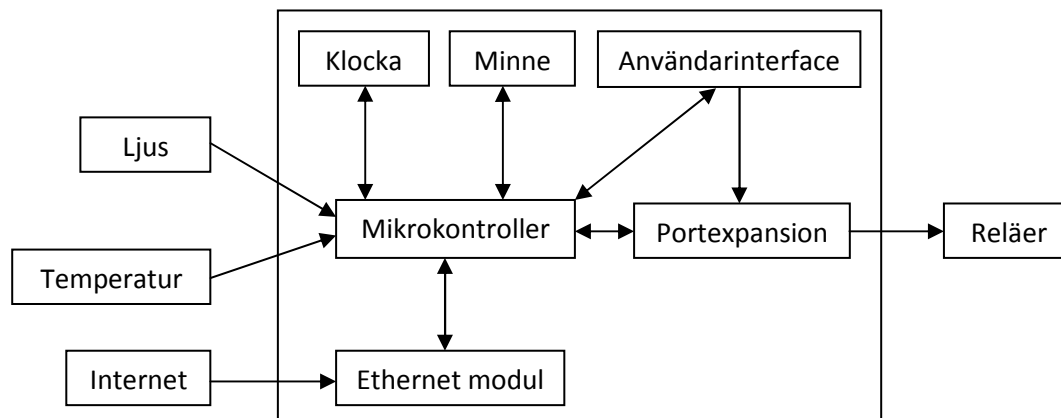 Klocka
Minne
Användarinterface
Ljus
Mikrokontroller
Portexpansion
Reläer
Temperatur
Internet
Ethernet modul